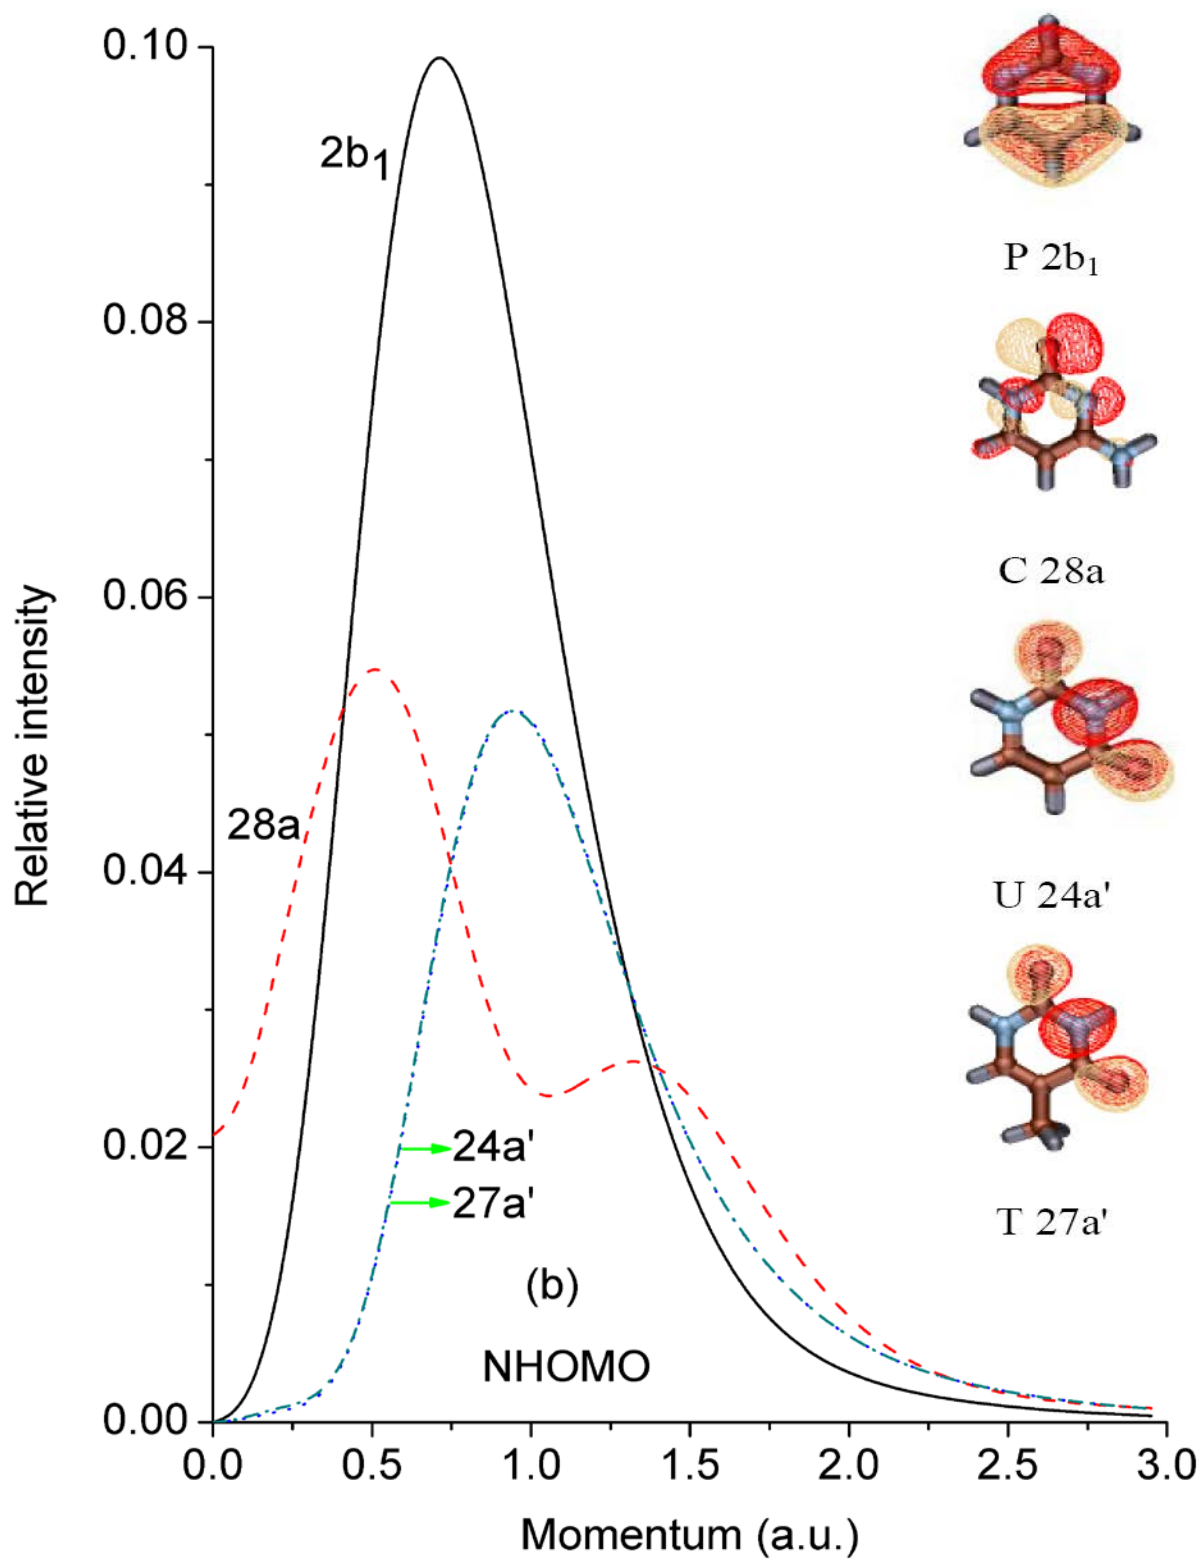 0.10
0.08
0.06
0.04
0.02
0.00
Relative intensity
2b1
28a
24a'
27a'
(b)
NHOMO
P 2b1
C 28a
U 24a'
T 27a'
0.0 0.5 1.0 1.5 2.0 2.5 3.0
Momentum (a.u.)